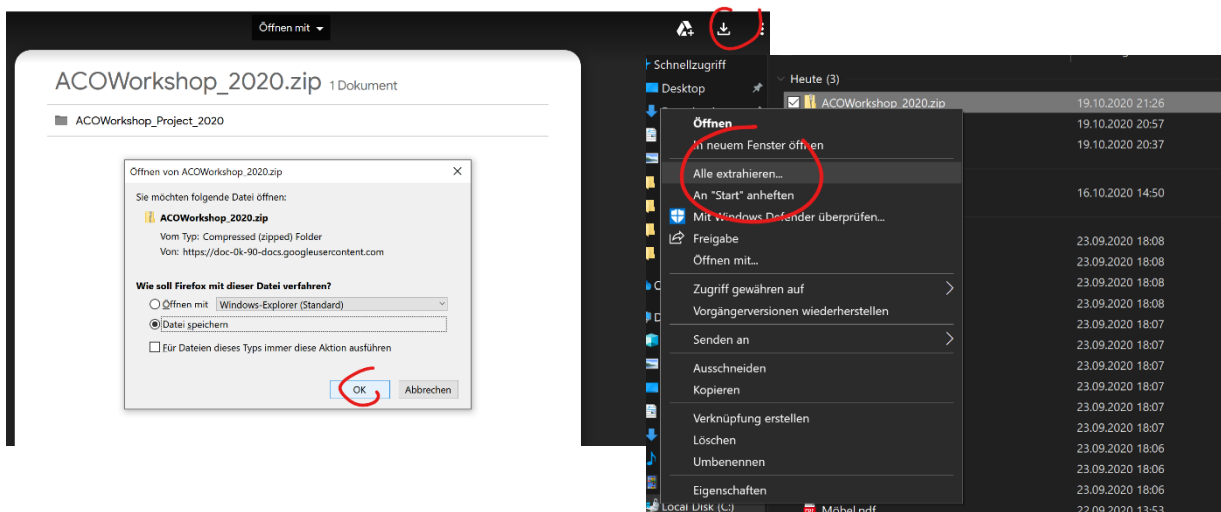 Öffnen mit
ACOWorkshop_2020.zip 1 Dokument
ACOWorkshop_Project_2020
Öffnen von ACOWorkshop_2020.zip
Sie möchten folgende Datei öffnen:
ACOWorkshop_2020.zip
Vom Typ: Compressed (zipped) Folder
Von: https://doc-0k-90-docs.googleusercontent.com
Wie soll Firefox mit dieser Datei verfahren?
Öffnen mit Windows-Explorer (Standard)
Datei speichern
Für Dateien dieses Typs immer diese Aktion ausführen
OK Abbrechen
Schnellzugriff
Desktop
Heute (3)
ACOWorkshop_2020.zip 19.10.2020 21:26
19.10.2020 20:57
19.10.2020 20:37
16.10.2020 14:50
23.09.2020 18:08
23.09.2020 18:08
23.09.2020 18:08
23.09.2020 18:08
23.09.2020 18:07
23.09.2020 18:07
23.09.2020 18:07
23.09.2020 18:07
23.09.2020 18:07
23.09.2020 18:07
23.09.2020 18:06
23.09.2020 18:06
23.09.2020 18:06
Möbel.pdf 22.09.2020 13:53
Öffnen
In neuem Fenster öffnen
Alle extrahieren...
An "Start" anheften
Mit Windows Defender überprüfen...
Freigabe
Öffnen mit...
Zugriff gewähren auf
Vorgängerversionen wiederherstellen
Senden an
Ausschneiden
Kopieren
Verknüpfung erstellen
Löschen
Umbenennen
Eigenschaften
Local Disk (C:)